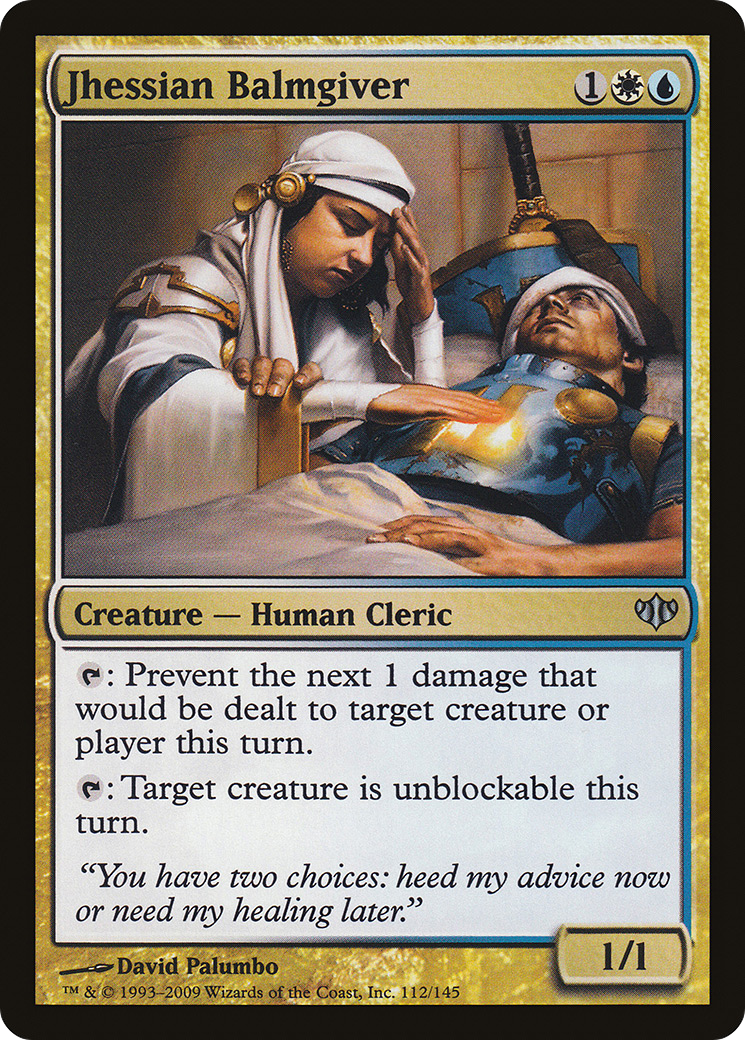 Jhessian Balmgiver 1
Creature — Human Cleric
: Prevent the next 1 damage that
would be dealt to target creature or
player this turn.
: Target creature is unblockable this
turn.
“You have two choices: heed my advice now
or need my healing later.”
1/1
David Palumbo
™ & © 1993–2009 Wizards of the Coast, Inc. 112/145